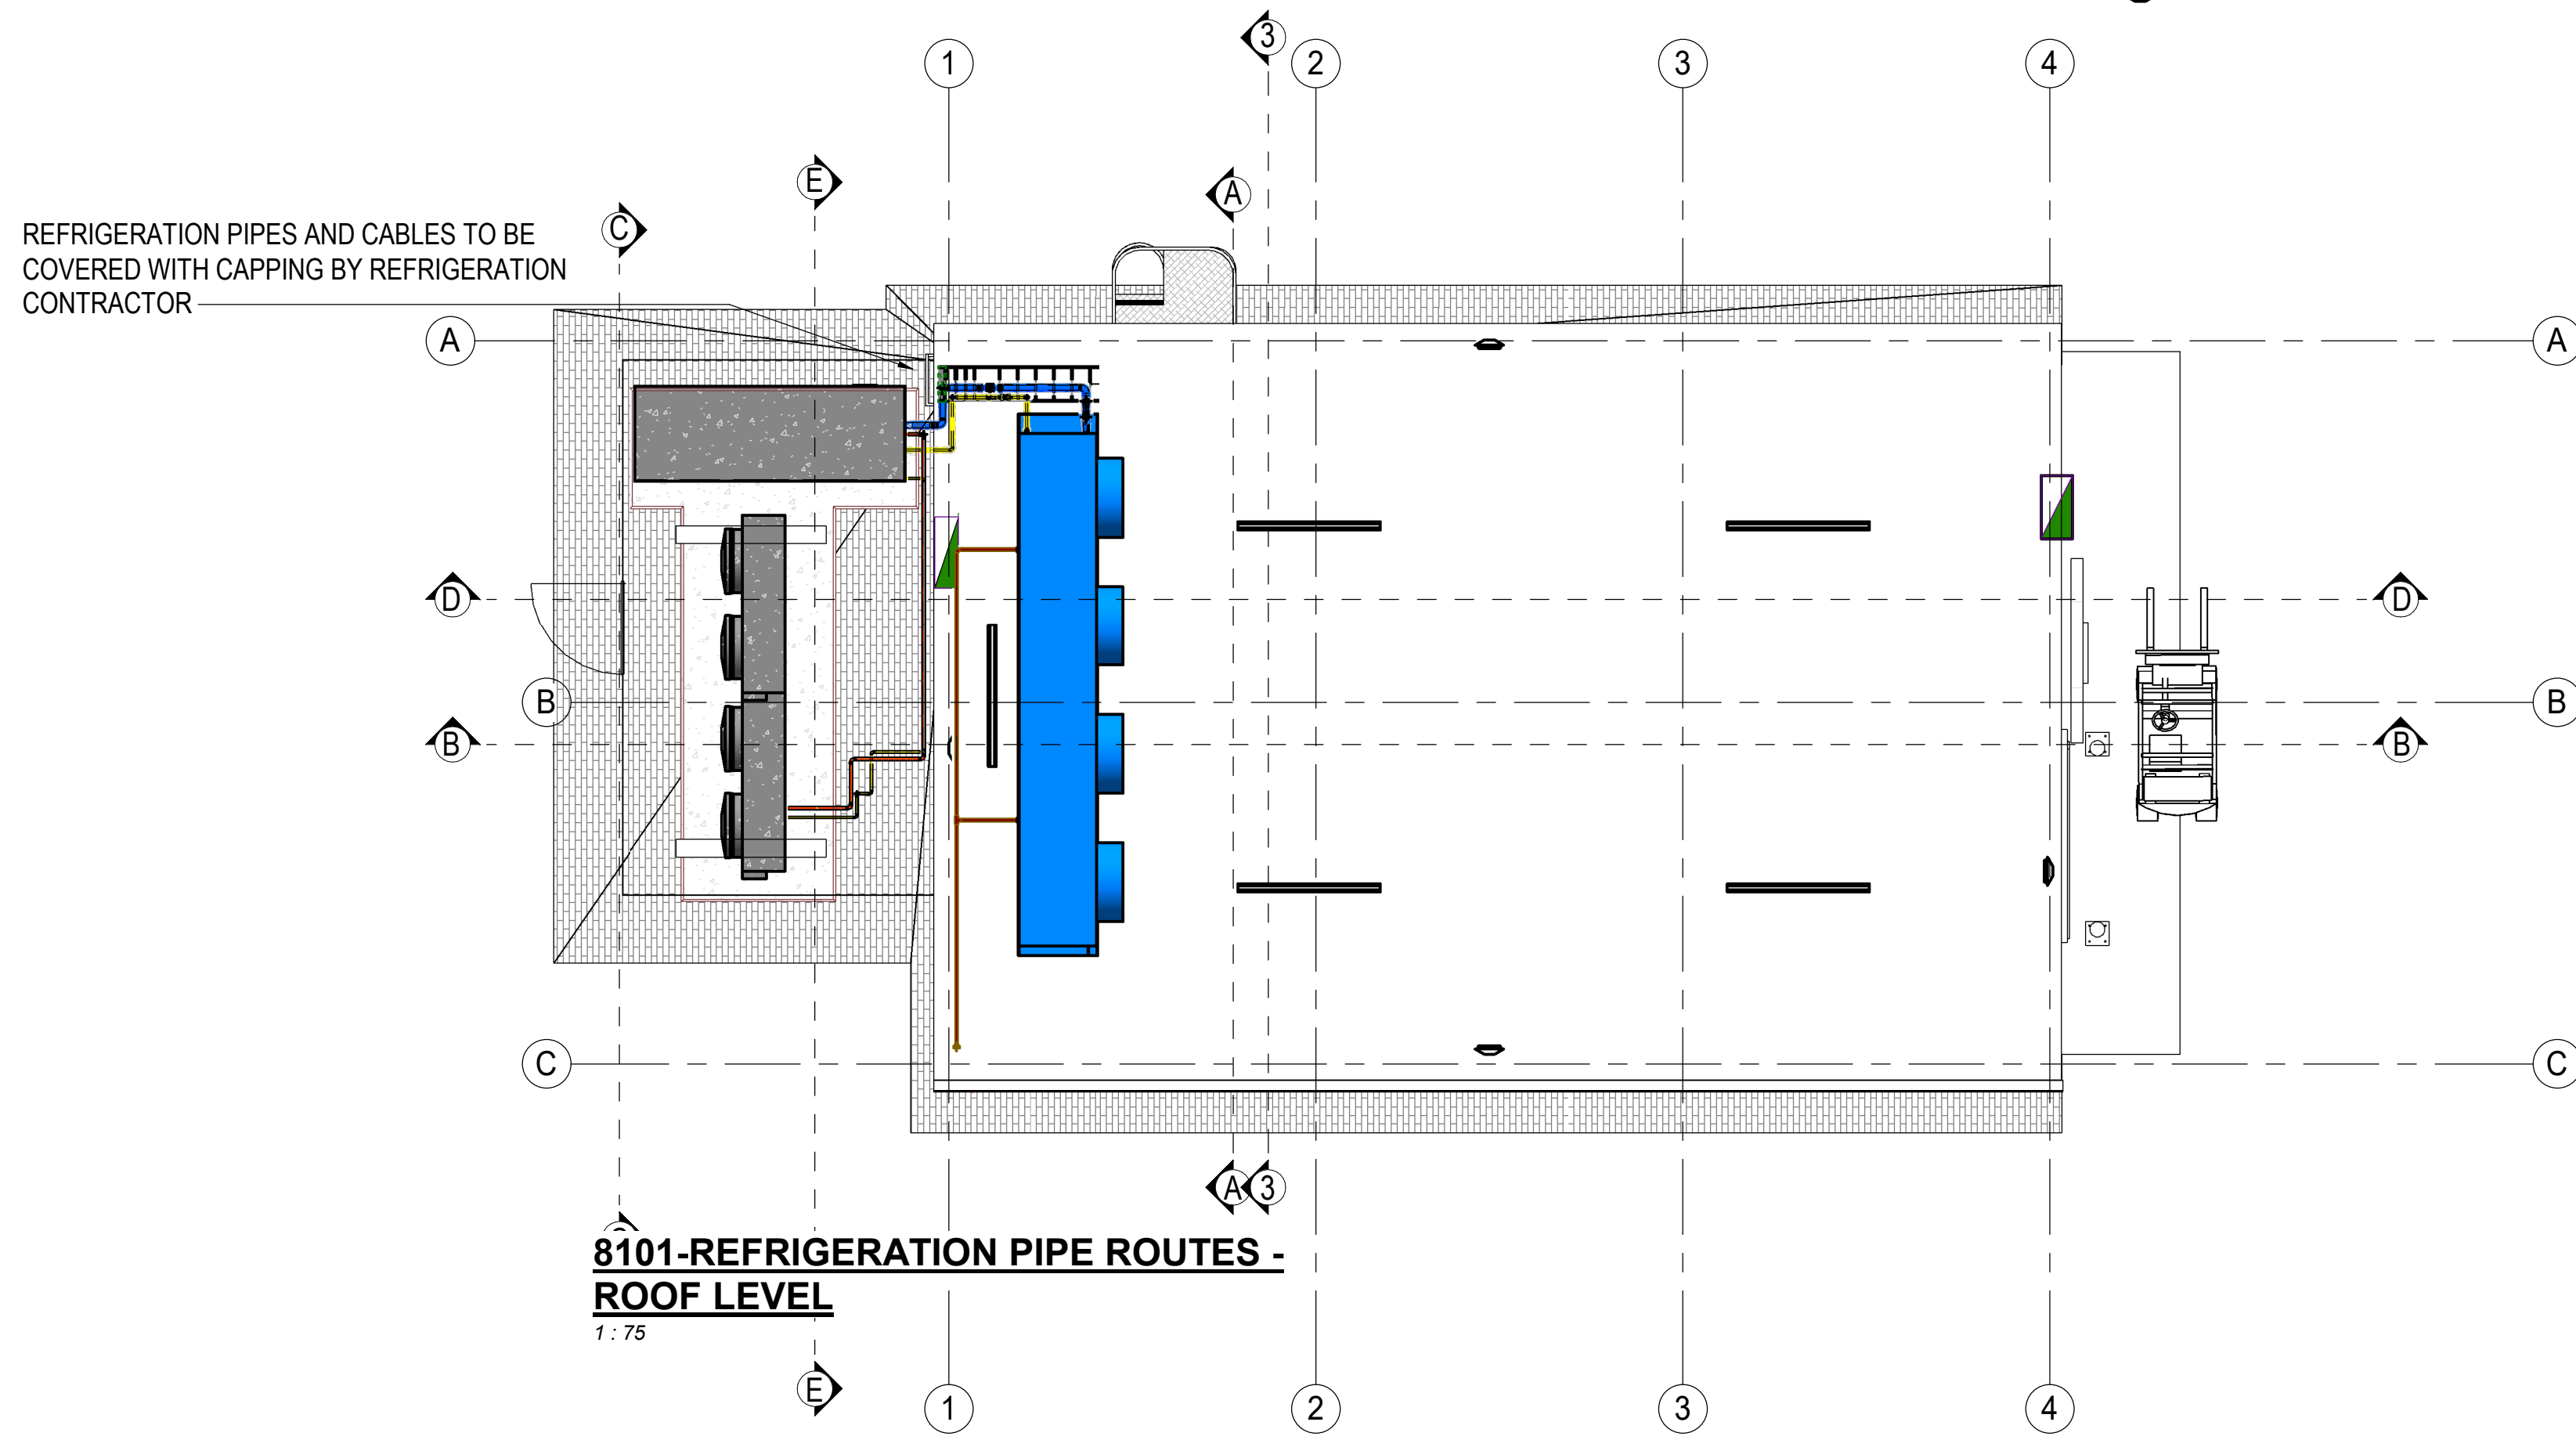 3
1 2 3 4
E
A
C
REFRIGERATION PIPES AND CABLES TO BE
COVERED WITH CAPPING BY REFRIGERATION
CONTRACTOR
A A
D D
B B
B B
C C
A 3
8101-REFRIGERATION PIPE ROUTES -
ROOF LEVEL
1 : 75
E
1 2 3 4